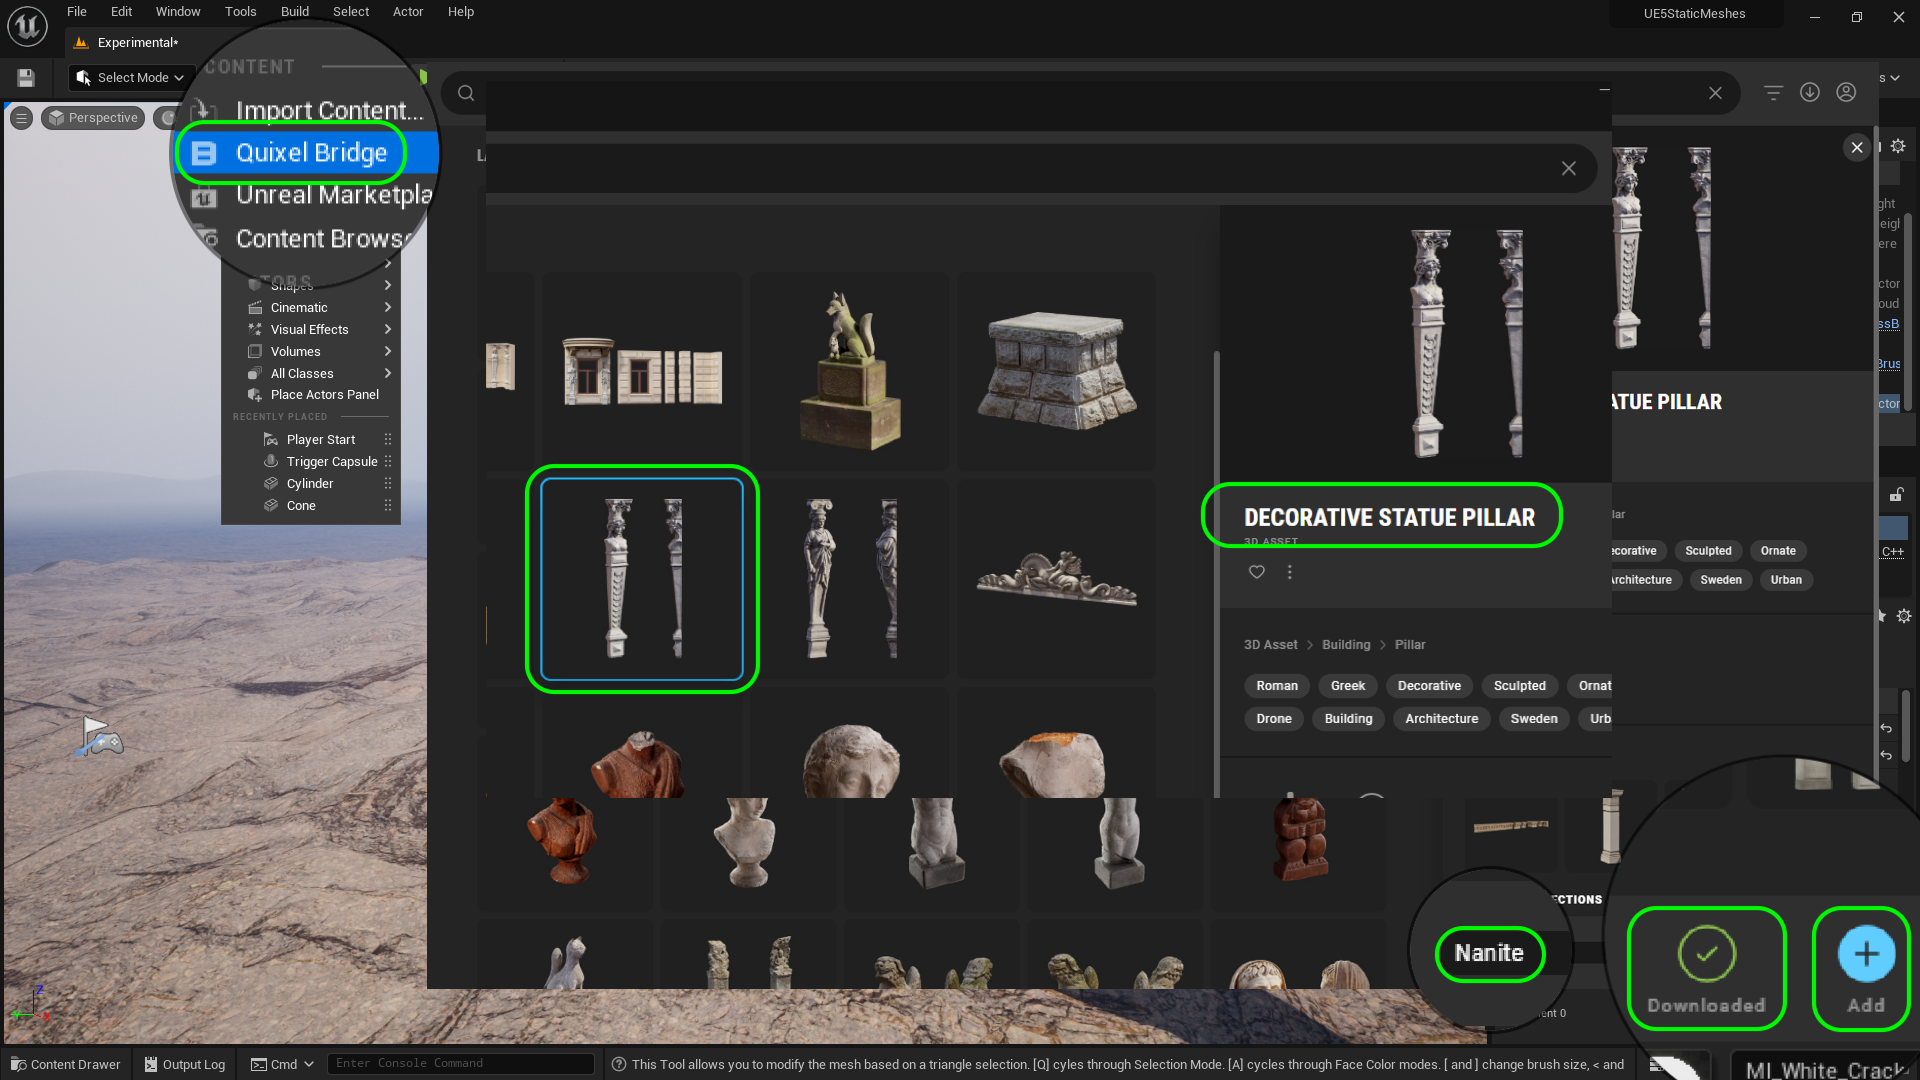 File Edit Window Tools Build Select Actor Help
UE5StaticMeshes
Experimental*
Select Mode
CONTENT
Import Content...
Perspective
Quixel Bridge
Unreal Marketpla
Content Brows
Shapes
Cinematic
Visual Effects
Volumes
All Classes
Place Actors Panel
RECENTLY PLACED
Player Start
Trigger Capsule
Cylinder
Cone
ATUE PILLAR
DECORATIVE STATUE PILLAR
3D ASSET
ecorative Sculpted Ornate
C++
rchitecture Sweden Urban
3D Asset > Building > Pillar
Roman Greek Decorative Sculpted Ornat
Drone Building Architecture Sweden Urb
ECTIONS
Nanite
Downloaded Add
ent 0
Content Drawer Output Log Cmd Enter Console Command
This Tool allows you to modify the mesh based on a triangle selection. [Q] cyles through Selection Mode. [A] cycles through Face Color modes. [ and ] change brush size, < and
MI_White_Crack